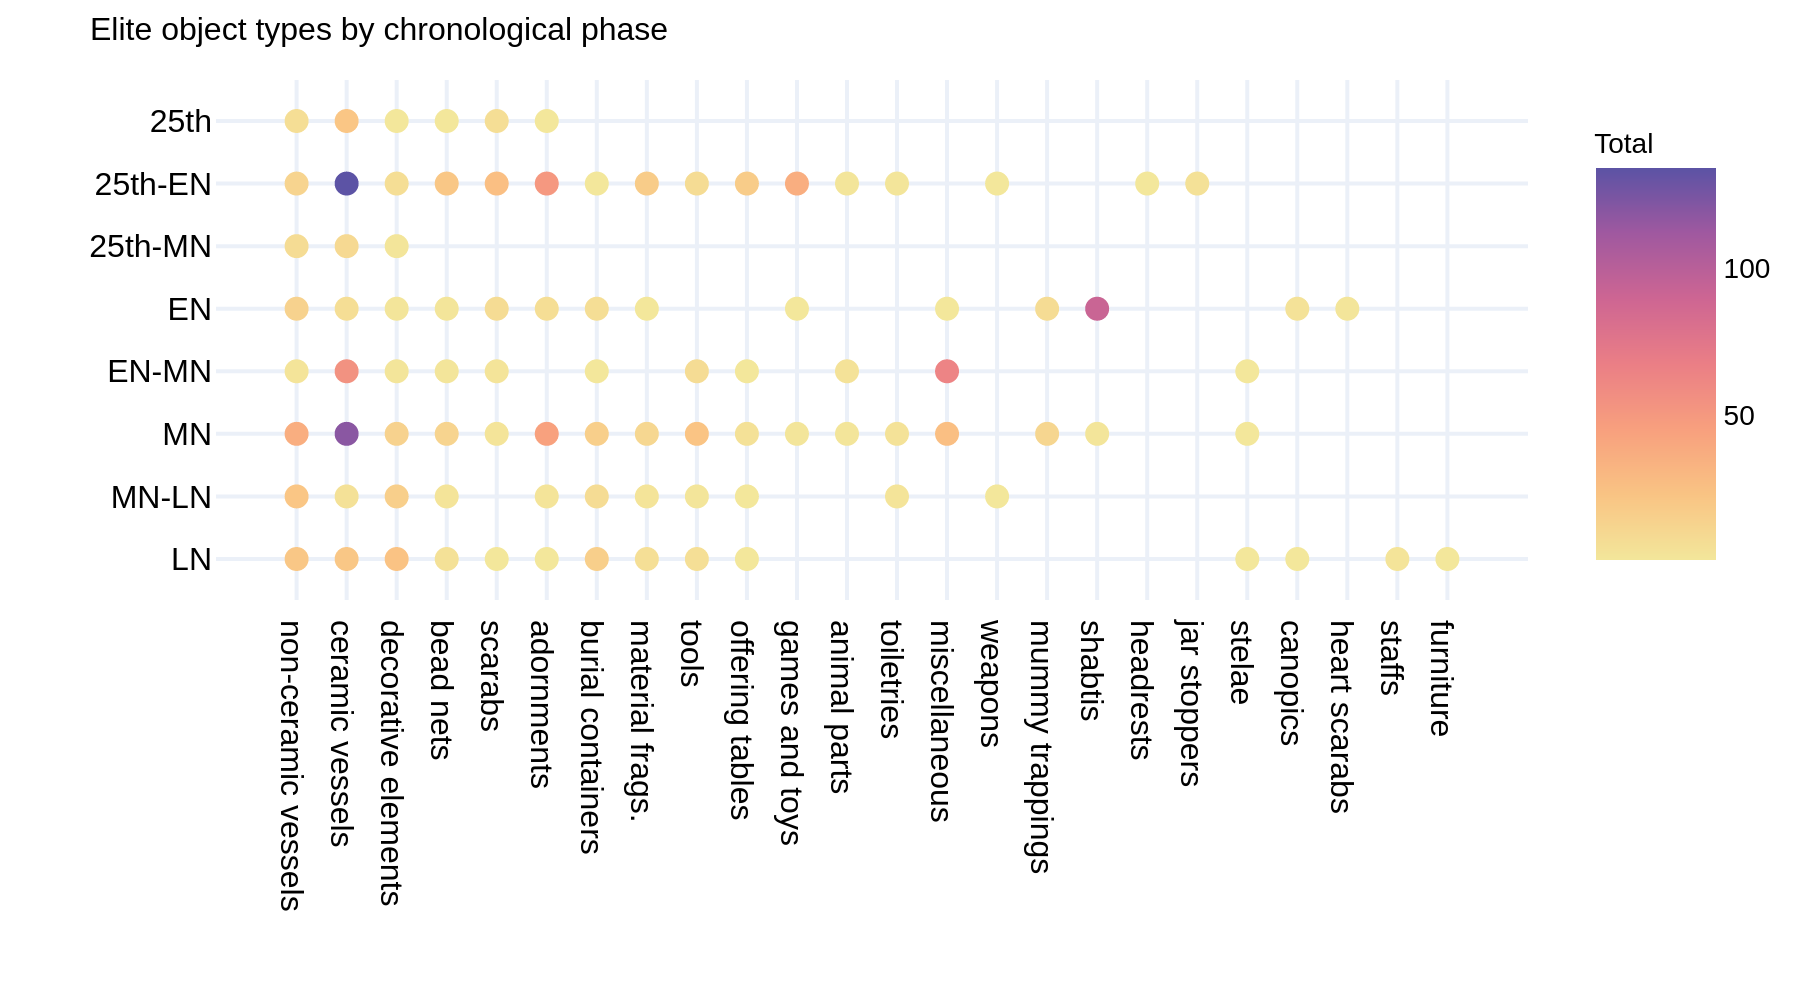 Elite object types by chronological phase
25th
25th-EN
25th-MN
EN
EN-MN
MN
MN-LN
LN
non-ceramic vessels
ceramic vessels
decorative elements
bead nets
scarabs
adornments
burial containers
material frags.
tools
offering tables
games and toys
animal parts
toiletries
miscellaneous
weapons
mummy trappings
shabtis
headrests
jar stoppers
stelae
canopics
heart scarabs
staffs
furniture
Total
100
50